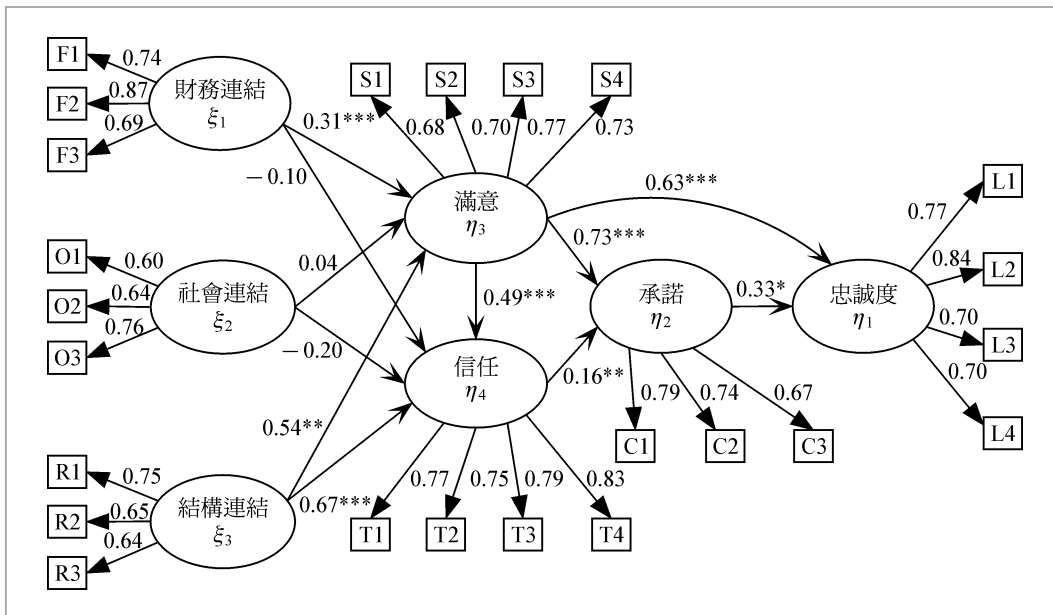 F1
0.74
F2
0.87
F3
0.69
財務連結
ξ1
S1
S2
S3
S4
0.68
0.70
0.77
0.73
0.31***
−0.10
滿意
η3
0.63***
L1
0.77
O1
0.60
O2
0.64
O3
0.76
社會連結
ξ2
0.04
−0.20
0.73***
0.49***
承諾
η2
0.33*
忠誠度
η1
0.84
L2
0.70
L3
0.70
L4
信任
η4
0.16**
0.79
0.74
0.67
C1
C2
C3
0.54**
0.67***
R1
0.75
R2
0.65
R3
0.64
結構連結
ξ3
0.77
0.75
0.79
0.83
T1
T2
T3
T4